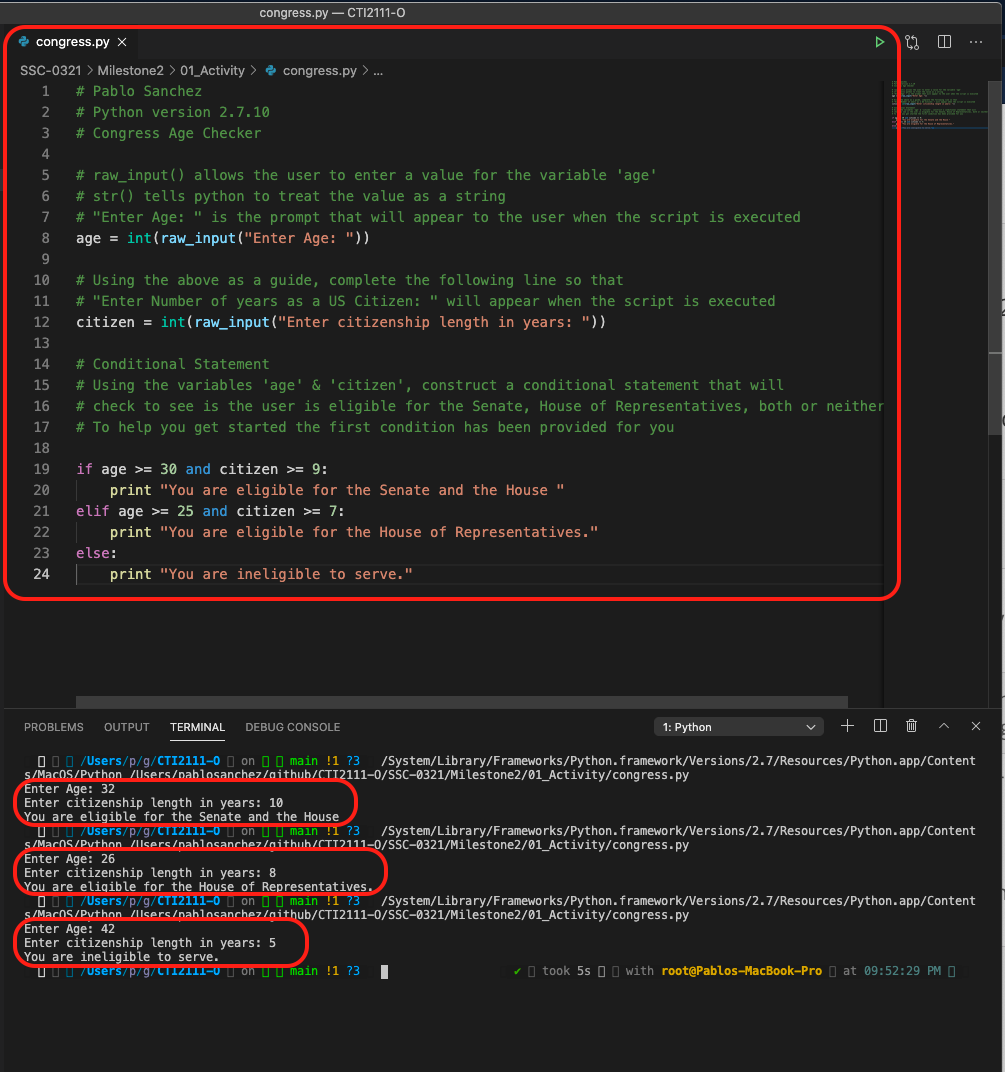 congress.py — CTI2111-O
congress.py
SSC-0321 > Milestone2 > 01_Activity > congress.py > ...
1 # Pablo Sanchez
2 # Python version 2.7.10
3 # Congress Age Checker
4
5 # raw_input() allows the user to enter a value for the variable 'age'
6 # str() tells python to treat the value as a string
7 # "Enter Age: " is the prompt that will appear to the user when the script is executed
8 age = int(raw_input("Enter Age: "))
9
10 # Using the above as a guide, complete the following line so that
11 # "Enter Number of years as a US Citizen: " will appear when the script is executed
12 citizen = int(raw_input("Enter citizenship length in years: "))
13
14 # Conditional Statement
15 # Using the variables 'age' & 'citizen', construct a conditional statement that will
16 # check to see is the user is eligible for the Senate, House of Representatives, both or neither
17 # To help you get started the first condition has been provided for you
18
19 if age >= 30 and citizen >= 9:
20     print "You are eligible for the Senate and the House "
21 elif age >= 25 and citizen >= 7:
22     print "You are eligible for the House of Representatives."
23 else:
24     print "You are ineligible to serve."
PROBLEMS OUTPUT TERMINAL DEBUG CONSOLE 1: Python
/Users/p/g/CTI2111-O on main !1 ?3 /System/Library/Frameworks/Python.framework/Versions/2.7/Resources/Python.app/Content
s/MacOS/Python /Users/pablosanchez/github/CTI2111-O/SSC-0321/Milestone2/01_Activity/congress.py
Enter Age: 32
Enter citizenship length in years: 10
You are eligible for the Senate and the House
/Users/p/g/CTI2111-O on main !1 ?3 /System/Library/Frameworks/Python.framework/Versions/2.7/Resources/Python.app/Content
s/MacOS/Python /Users/pablosanchez/github/CTI2111-O/SSC-0321/Milestone2/01_Activity/congress.py
Enter Age: 26
Enter citizenship length in years: 8
You are eligible for the House of Representatives.
/Users/p/g/CTI2111-O on main !1 ?3 /System/Library/Frameworks/Python.framework/Versions/2.7/Resources/Python.app/Content
s/MacOS/Python /Users/pablosanchez/github/CTI2111-O/SSC-0321/Milestone2/01_Activity/congress.py
Enter Age: 42
Enter citizenship length in years: 5
You are ineligible to serve.
/Users/p/g/CTI2111-O on main !1 ?3 ✔ took 5s with root@Pablos-MacBook-Pro at 09:52:29 PM